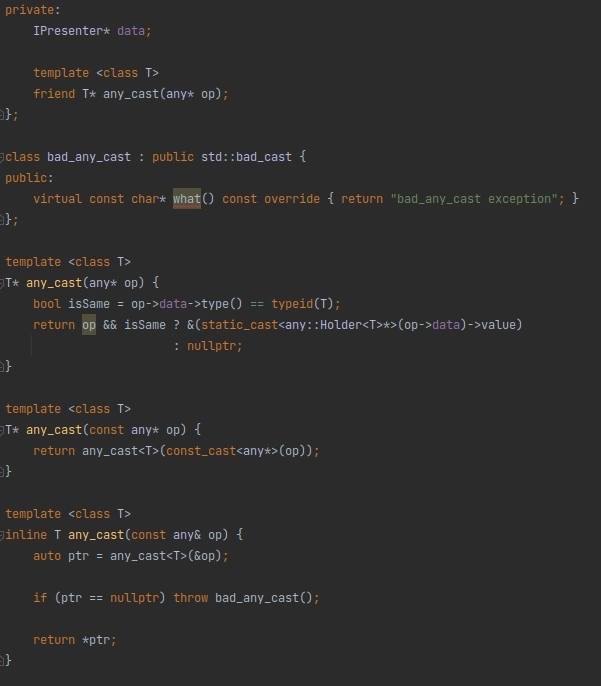 private:
    IPresenter* data;
    template <class T>
    friend T* any_cast(any* op);
};
class bad_any_cast : public std::bad_cast {
public:
    virtual const char* what() const override { return "bad_any_cast exception"; }
};
template <class T>
T* any_cast(any* op) {
    bool isSame = op->data->type() == typeid(T);
    return op && isSame ? &(static_cast<any::Holder<T>*>(op->data)->value)
                        : nullptr;
}
template <class T>
T* any_cast(const any* op) {
    return any_cast<T>(const_cast<any*>(op));
}
template <class T>
inline T any_cast(const any& op) {
    auto ptr = any_cast<T>(&op);
    if (ptr == nullptr) throw bad_any_cast();
    return *ptr;
}